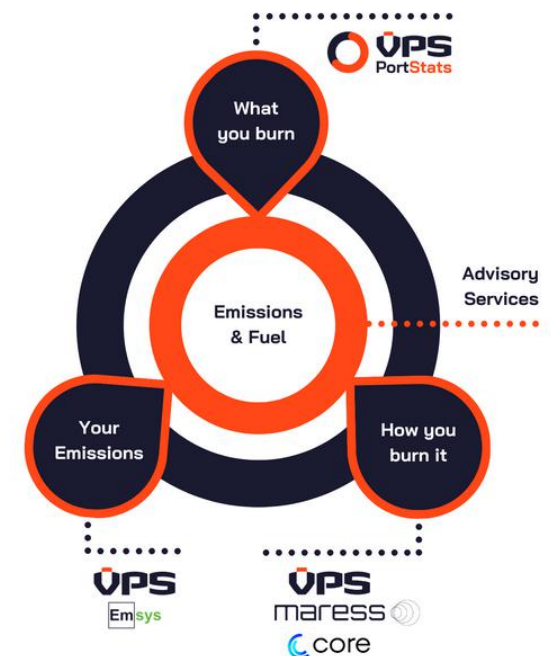 VPS
PortStats
What
you burn
Advisory
Services
Emissions
& Fuel
Your
Emissions
How you
burn it
VPS
Emsys
VPS
maress
core